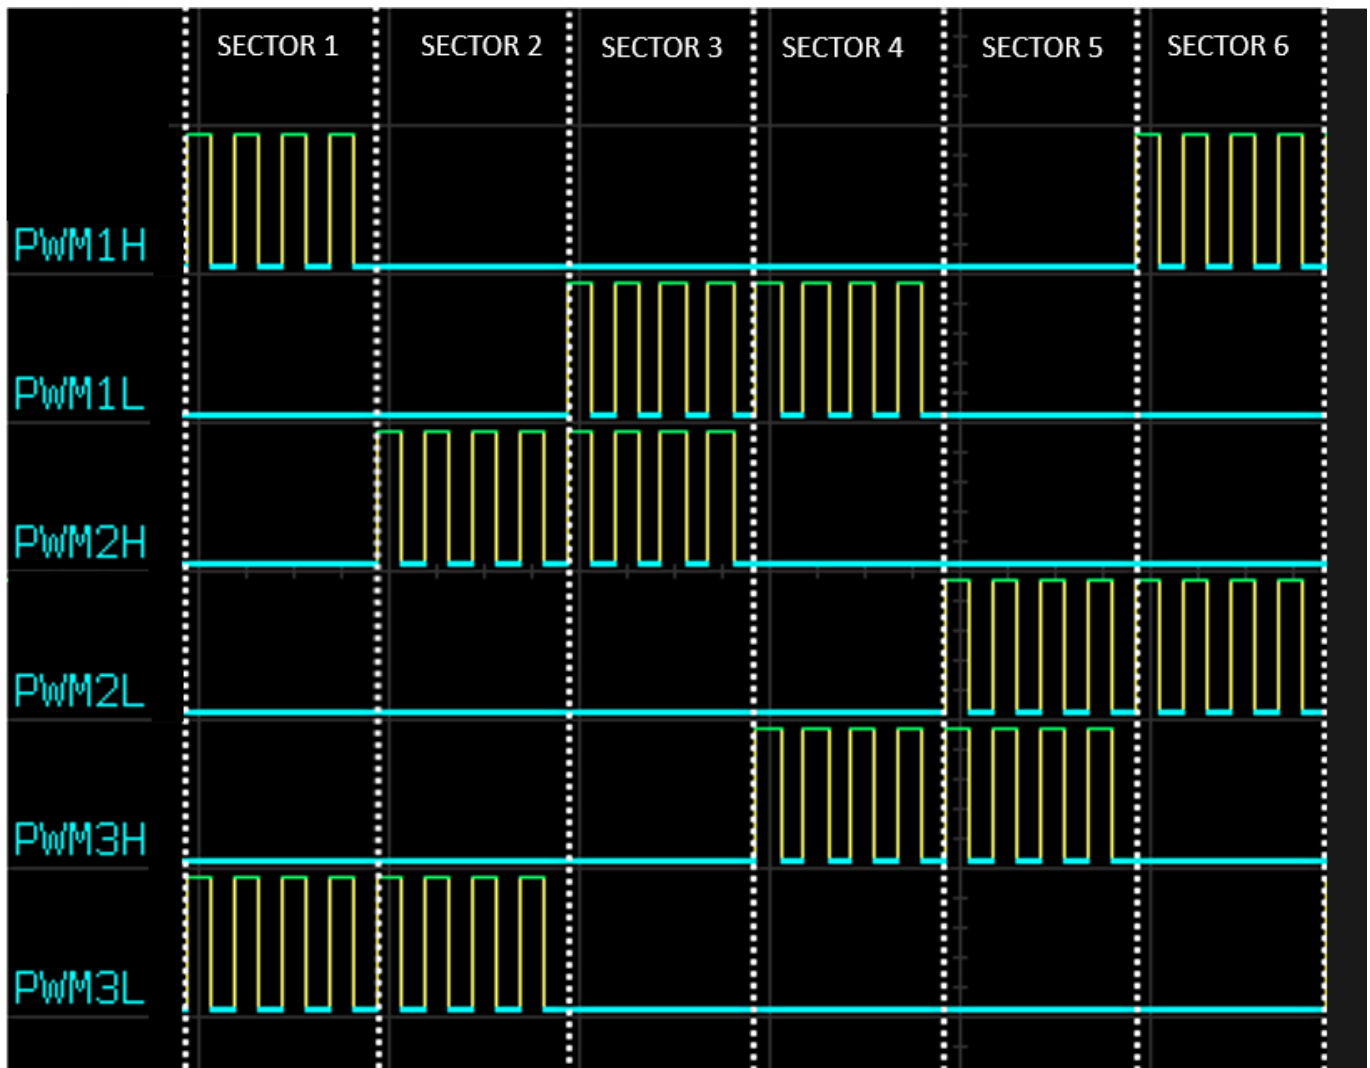 SECTOR 1
SECTOR 2
SECTOR 3
SECTOR 4
SECTOR 5
SECTOR 6
PWM1H
PWM1L
PWM2H
PWM2L
PWM3H
PWM3L